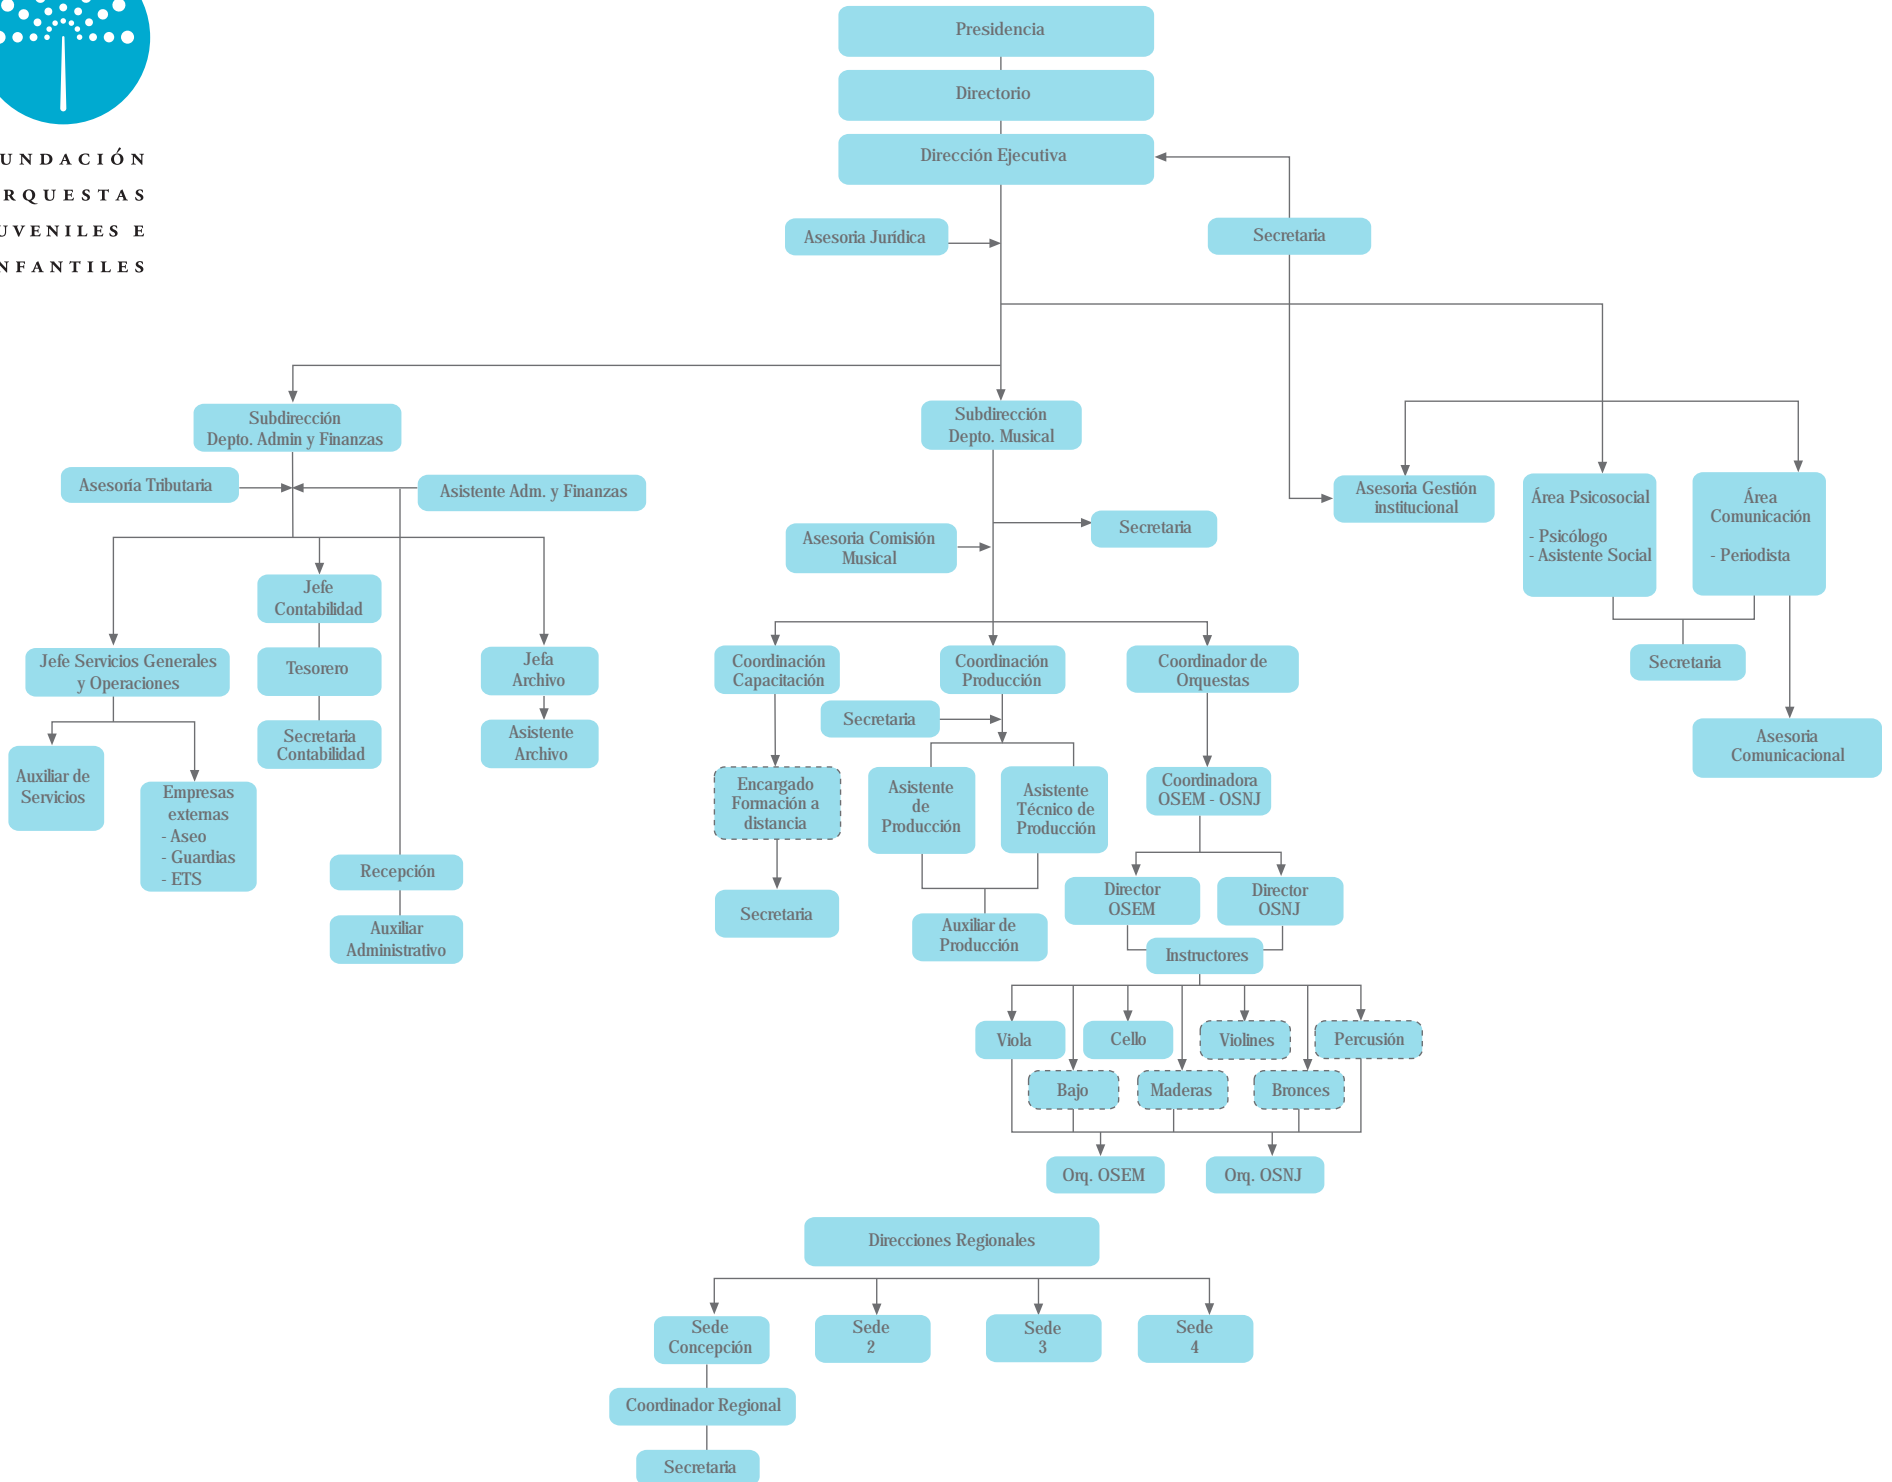 UNDACIÓN
RQUESTAS
UVENILES E
NFANTILES
Presidencia
Directorio
Dirección Ejecutiva
Asesoria Jurídica
Secretaria
Subdirección
Depto. Admin y Finanzas
Subdirección
Depto. Musical
Asesoría Tributaria
Asistente Adm. y Finanzas
Asesoria Gestión
institucional
Área Psicosocial
- Psicólogo
- Asistente Social
Área
Comunicación
- Periodista
Asesoria Comisión
Musical
Secretaria
Jefe
Contabilidad
Jefe Servicios Generales
y Operaciones
Tesorero
Jefa
Archivo
Coordinación
Capacitación
Coordinación
Producción
Coordinador de
Orquestas
Secretaria
Secretaria
Contabilidad
Asistente
Archivo
Secretaria
Asesoria
Comunicacional
Auxiliar de
Servicios
Empresas
externas
- Aseo
- Guardias
- ETS
Encargado
Formación a
distancia
Asistente
de
Producción
Asistente
Técnico de
Producción
Coordinadora
OSEM - OSNJ
Recepción
Auxiliar
Administrativo
Secretaria
Auxiliar de
Producción
Director
OSEM
Director
OSNJ
Instructores
Viola
Cello
Violines
Percusión
Bajo
Maderas
Bronces
Orq. OSEM
Orq. OSNJ
Direcciones Regionales
Sede
Concepción
Sede
2
Sede
3
Sede
4
Coordinador Regional
Secretaria